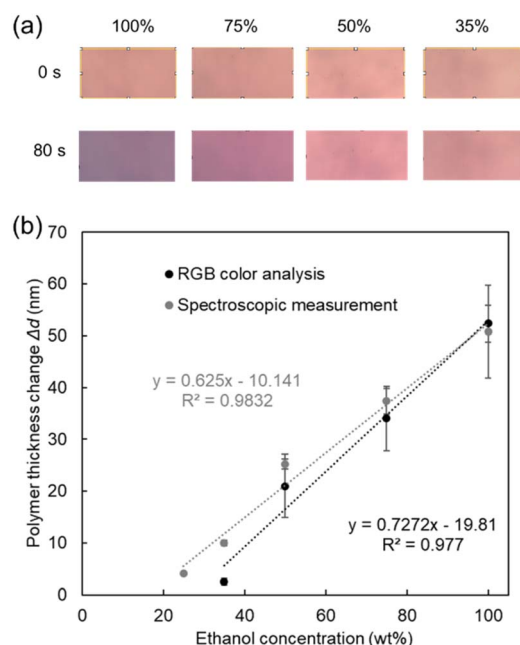 (a)
100% 75% 50% 35%
0 s
80 s
(b)
70
60
50
40
30
20
10
0
Polymer thickness change Δd (nm)
RGB color analysis
Spectroscopic measurement
y = 0.625x - 10.141
R² = 0.9832
y = 0.7272x - 19.81
R² = 0.977
0 20 40 60 80 100
Ethanol concentration (wt%)